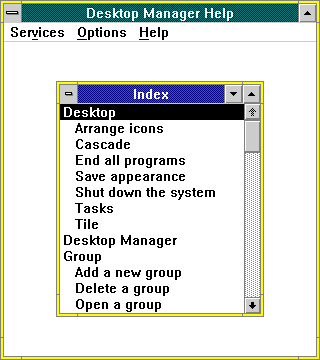 Desktop Manager Help
Services Options Help
Index
Desktop
Arrange icons
Cascade
End all programs
Save appearance
Shut down the system
Tasks
Tile
Desktop Manager
Group
Add a new group
Delete a group
Open a group